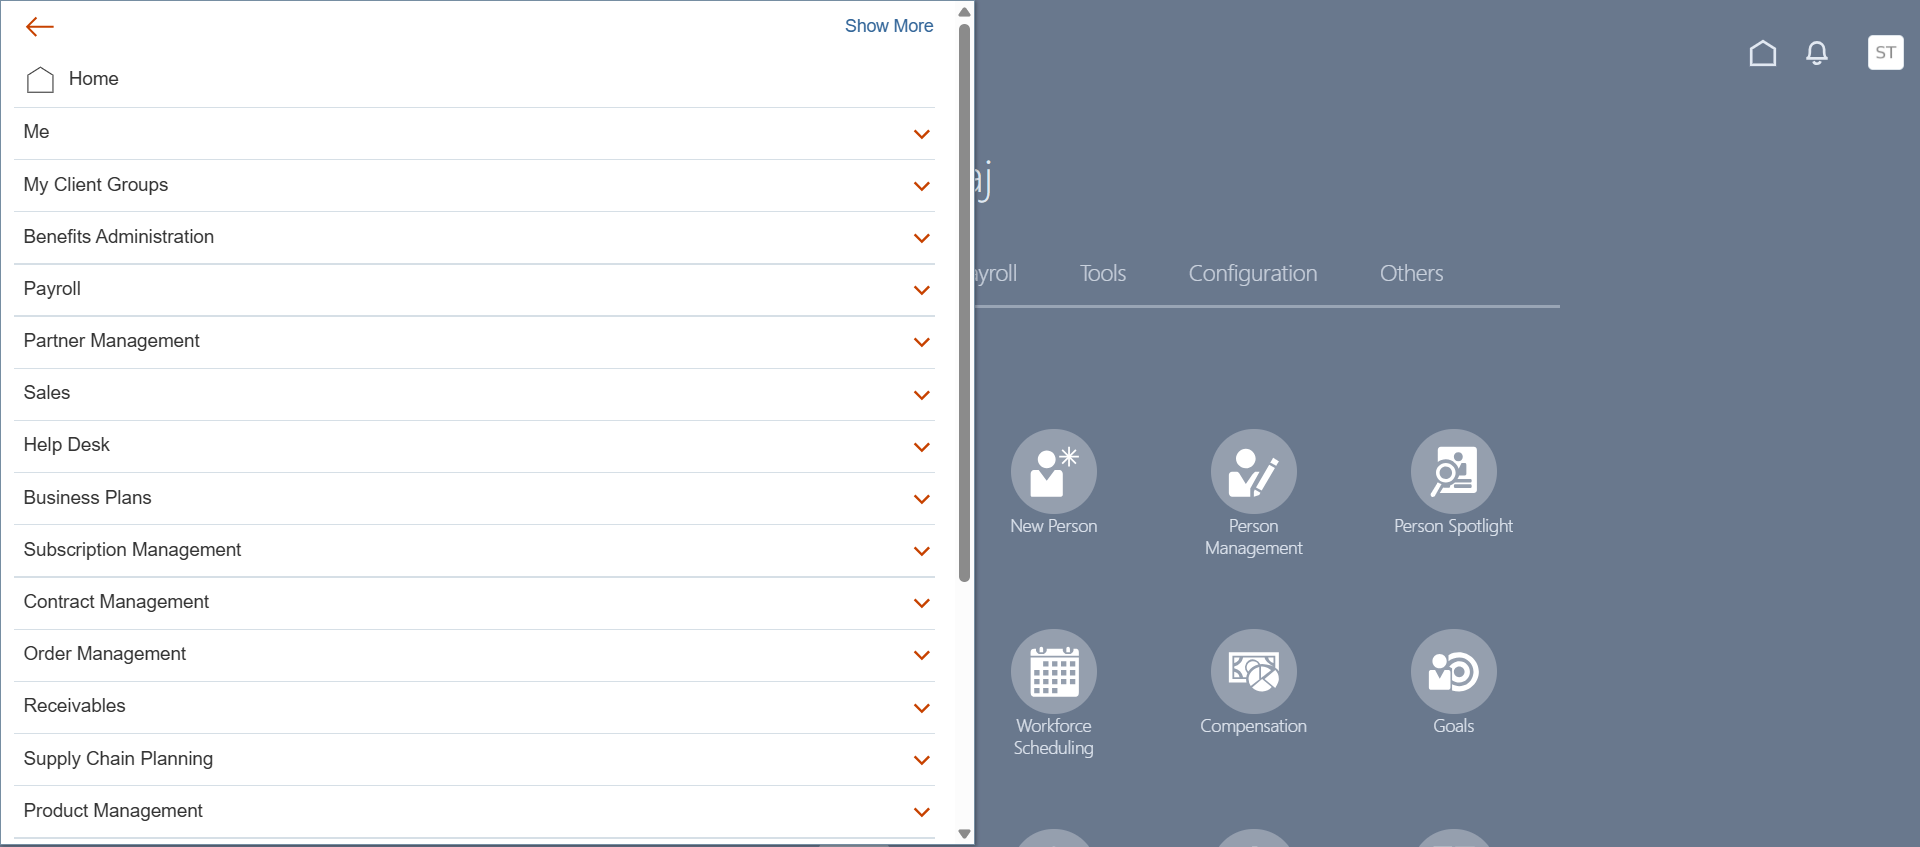 Show More
Home
Me
My Client Groups
Benefits Administration
Payroll
Partner Management
Sales
Help Desk
Business Plans
Subscription Management
Contract Management
Order Management
Receivables
Supply Chain Planning
Product Management
ST
Tools
Configuration
Others
New Person
Person
Management
Person Spotlight
Workforce
Scheduling
Compensation
Goals